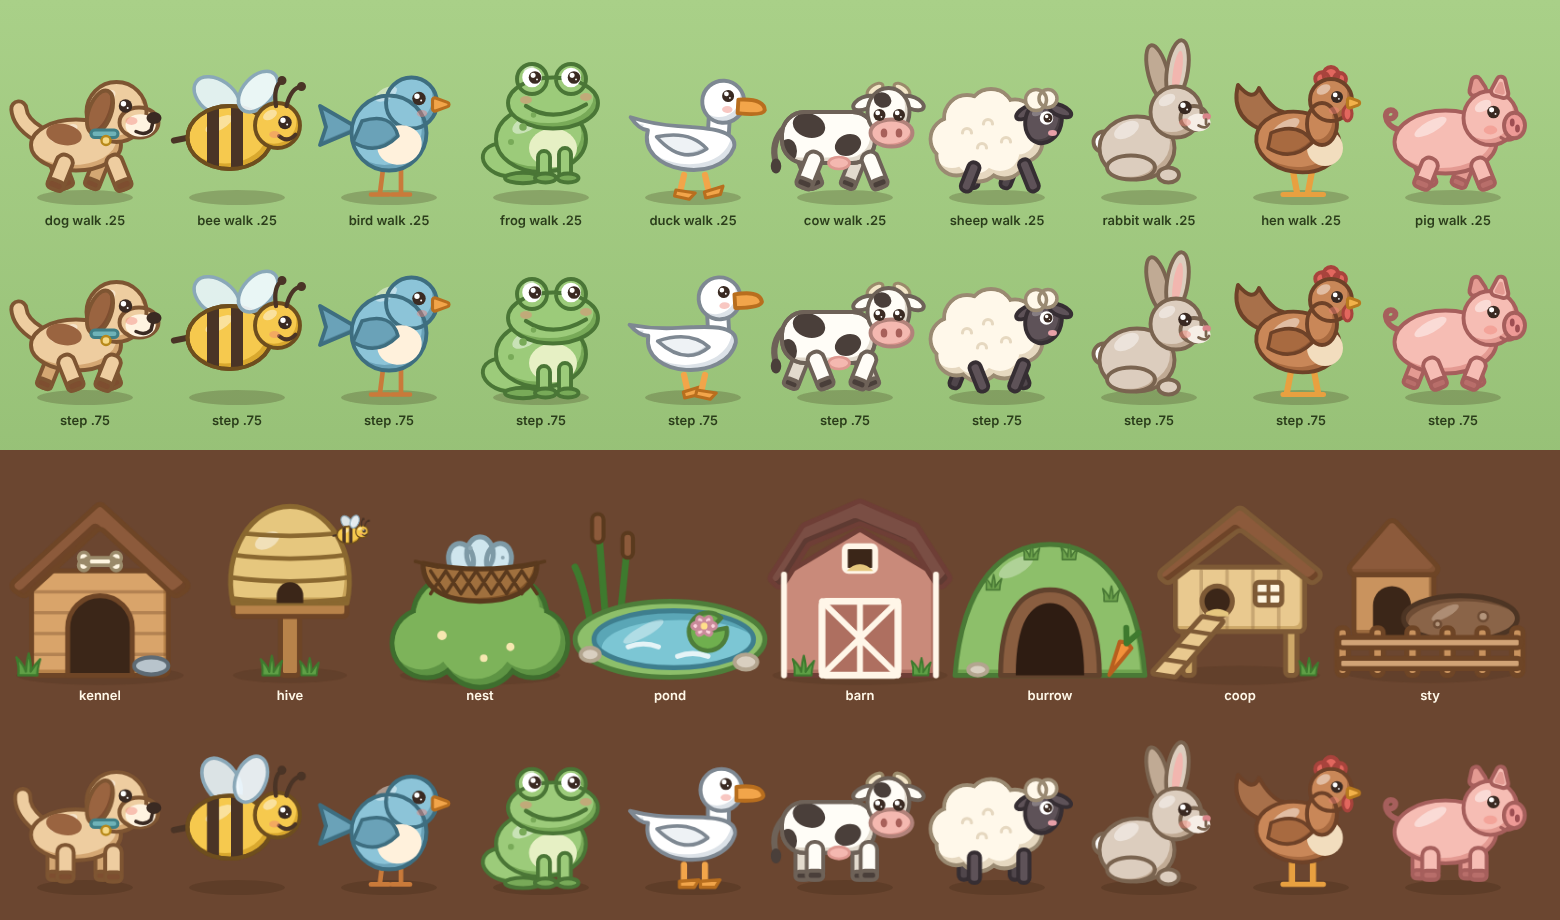 dog walk .25
bee walk .25
bird walk .25
frog walk .25
duck walk .25
cow walk .25
sheep walk .25
rabbit walk .25
hen walk .25
pig walk .25
step .75
step .75
step .75
step .75
step .75
step .75
step .75
step .75
step .75
step .75
kennel
hive
nest
pond
barn
burrow
coop
sty